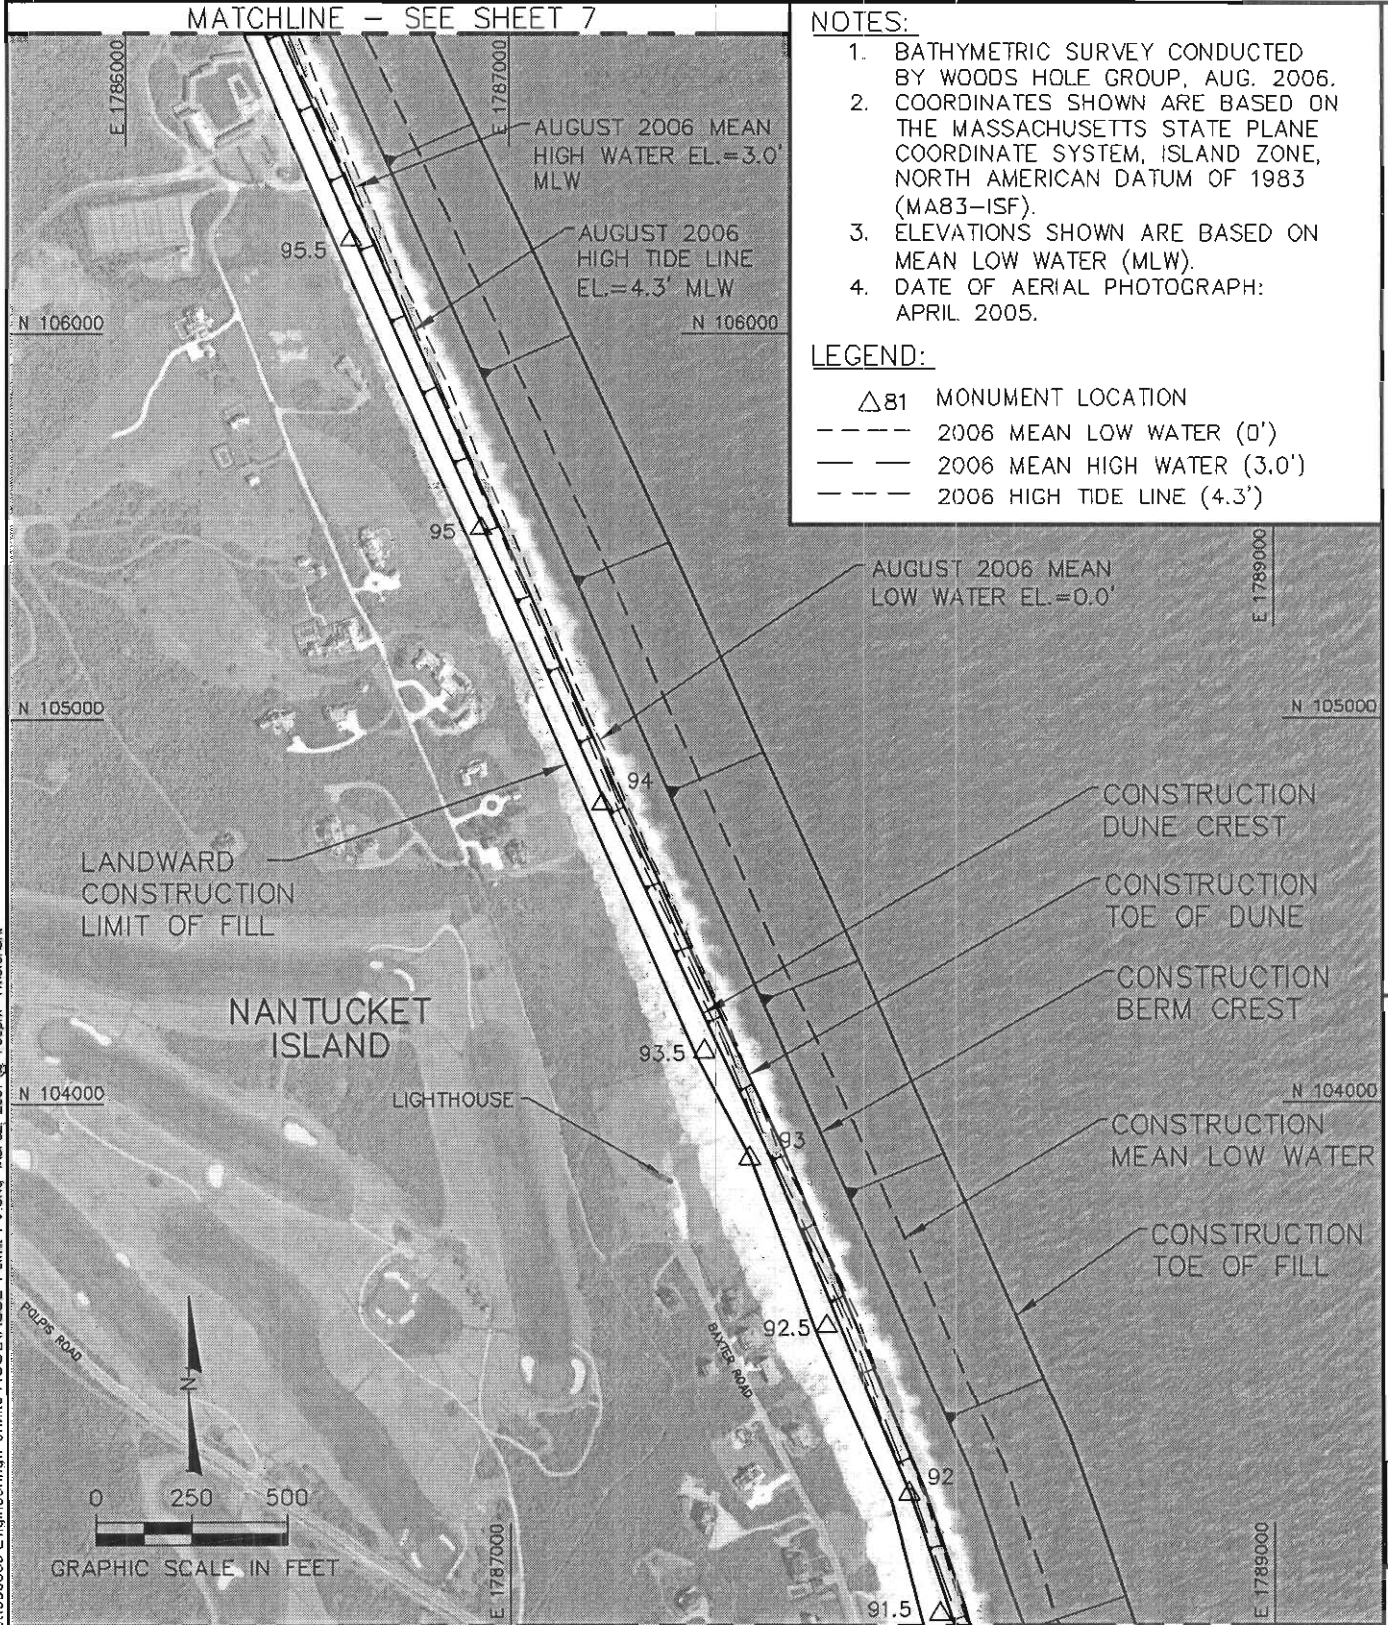 MATCHLINE - SEE SHEET 7
NOTES:
1. BATHYMETRIC SURVEY CONDUCTED
BY WOODS HOLE GROUP, AUG. 2006.
2. COORDINATES SHOWN ARE BASED ON
THE MASSACHUSETTS STATE PLANE
COORDINATE SYSTEM, ISLAND ZONE,
NORTH AMERICAN DATUM OF 1983
(MA83-ISF).
3. ELEVATIONS SHOWN ARE BASED ON
MEAN LOW WATER (MLW).
4. DATE OF AERIAL PHOTOGRAPH:
APRIL 2005.
LEGEND:
△81 MONUMENT LOCATION
2006 MEAN LOW WATER (0')
2006 MEAN HIGH WATER (3.0')
2006 HIGH TIDE LINE (4.3')
E 1786000
E 1787000
AUGUST 2006 MEAN
HIGH WATER EL.=3.0'
MLW
AUGUST 2006
HIGH TIDE LINE
EL.=4.3' MLW
95.5
N 106000
N 106000
95
E 1789000
AUGUST 2006 MEAN
LOW WATER EL.=0.0'
N 105000
N 105000
94
CONSTRUCTION
DUNE CREST
LANDWARD
CONSTRUCTION
LIMIT OF FILL
CONSTRUCTION
TOE OF DUNE
CONSTRUCTION
BERM CREST
NANTUCKET
ISLAND
93.5
N 104000
LIGHTHOUSE
N 104000
93
CONSTRUCTION
MEAN LOW WATER
CONSTRUCTION
TOE OF FILL
POLPIS ROAD
BAXTER ROAD
92.5
N
92
0 250 500
GRAPHIC SCALE IN FEET
E 1787000
E 1789000
91.5